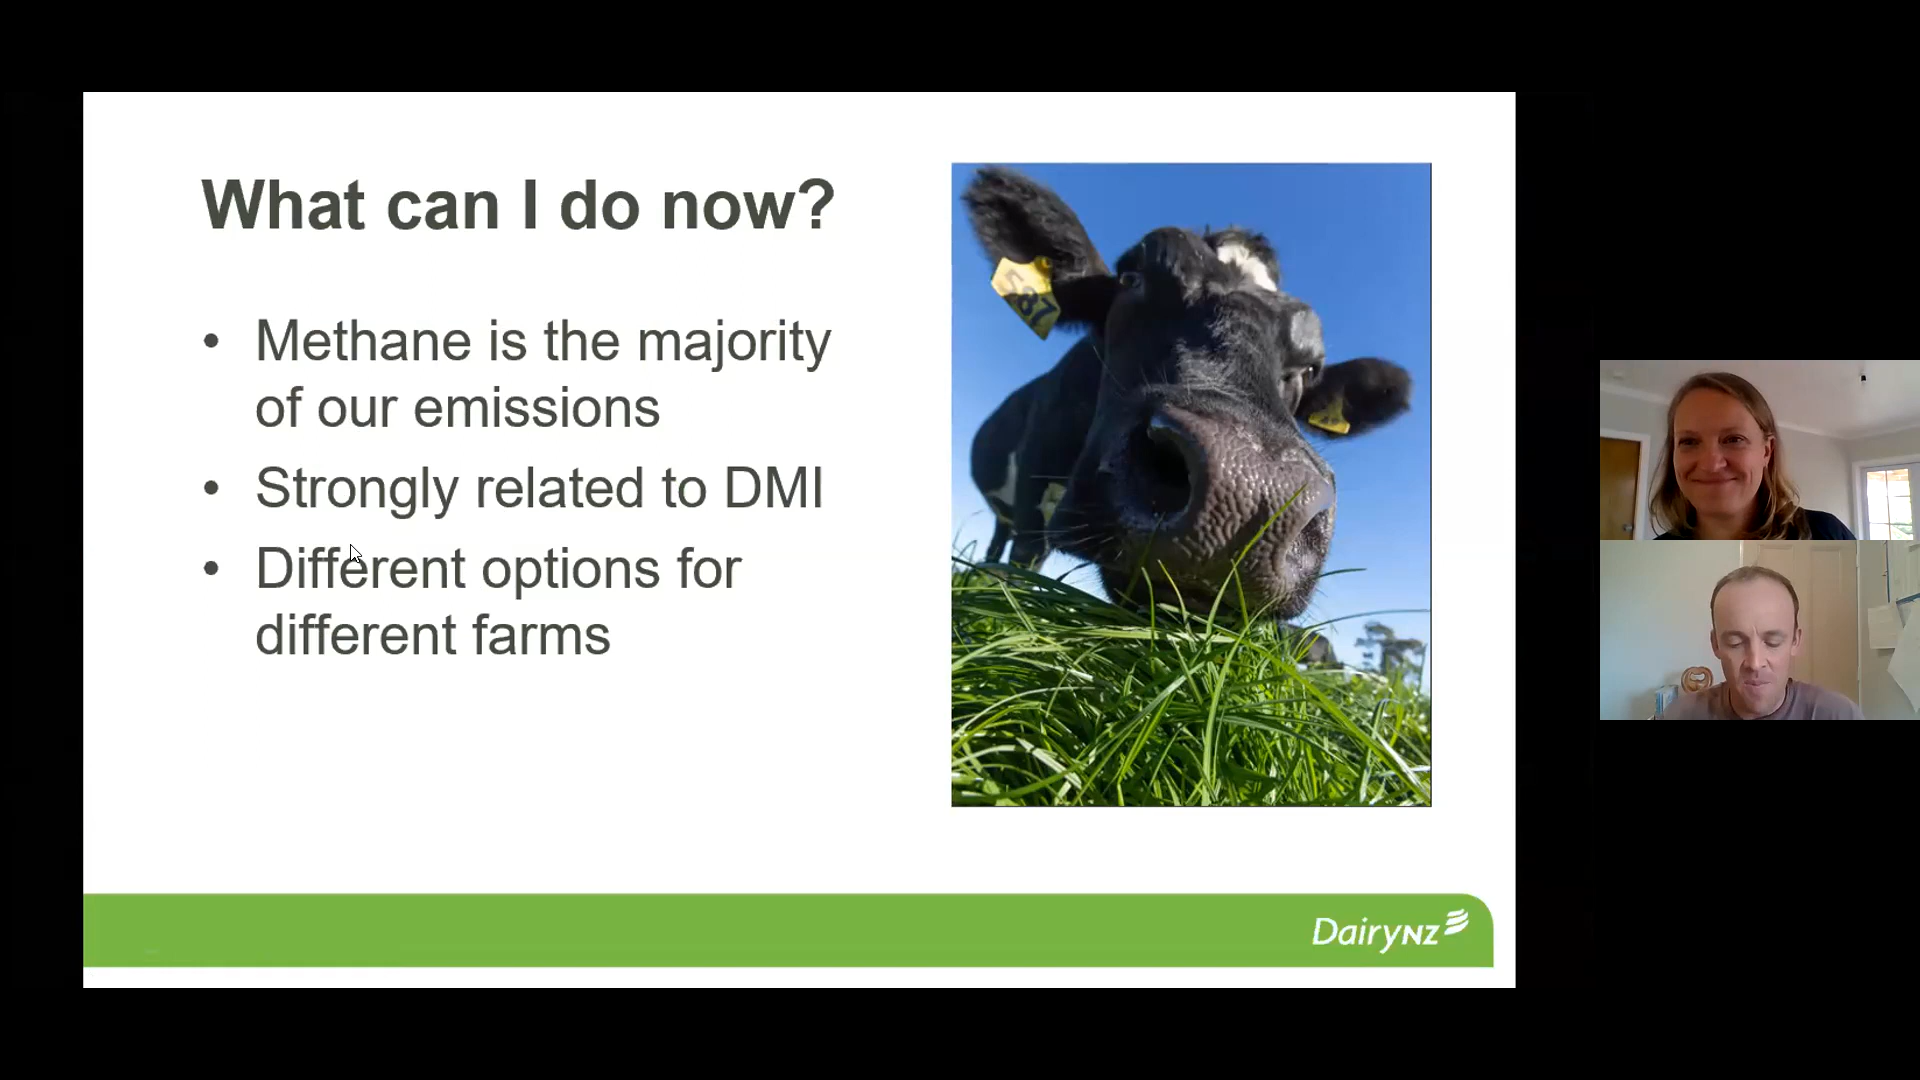 What can I do now?
• Methane is the majority
of our emissions
• Strongly related to DMI
• Different options for
different farms
587
DairyNZ